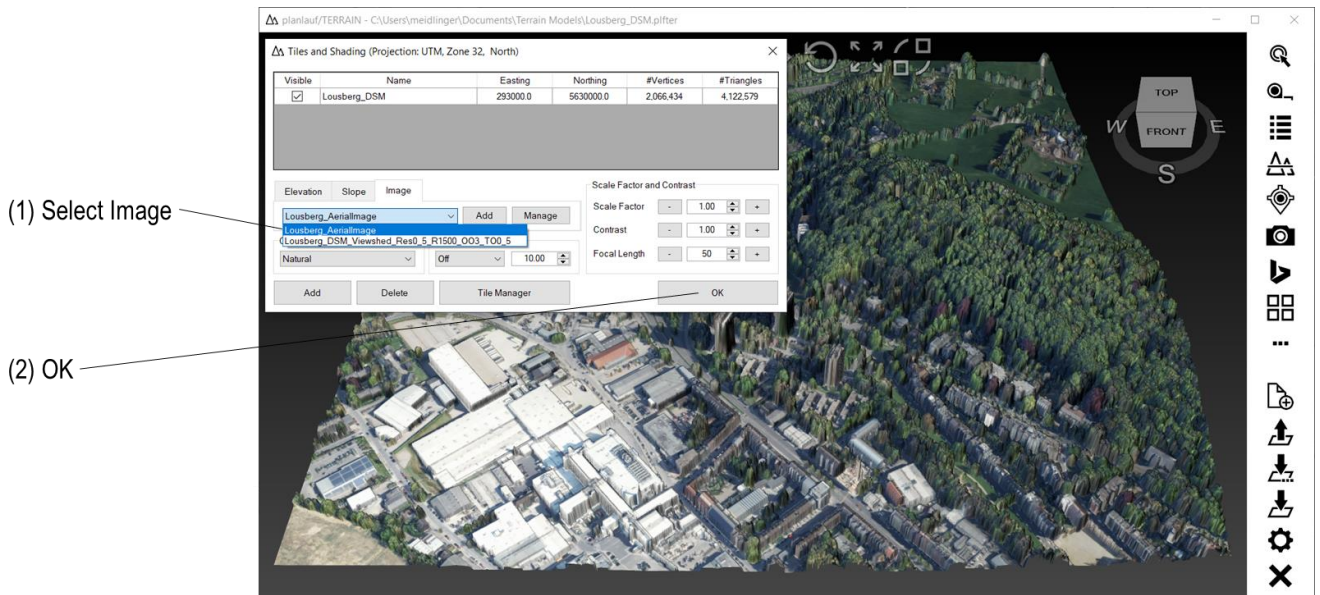 planlauf/TERRAIN - C:\Users\meidlinger\Documents\Terrain Models\Lousberg_DSM.plfter
Tiles and Shading (Projection: UTM, Zone 32, North)
Visible Name Easting Northing #Vertices #Triangles
Lousberg_DSM 293000.0 5630000.0 2,066,434 4,122,579
TOP
FRONT
W
E
S
Elevation Slope Image
Lousberg_AerialImage Add Manage
Lousberg_AerialImage
Lousberg_DSM_Viewshed_Res0_5_R1500_OO3_TO0_5
Natural Off 10.00
Scale Factor and Contrast
Scale Factor - 1.00 +
Contrast - 1.00 +
Focal Length - 50 +
Add Delete Tile Manager OK
(1) Select Image
(2) OK